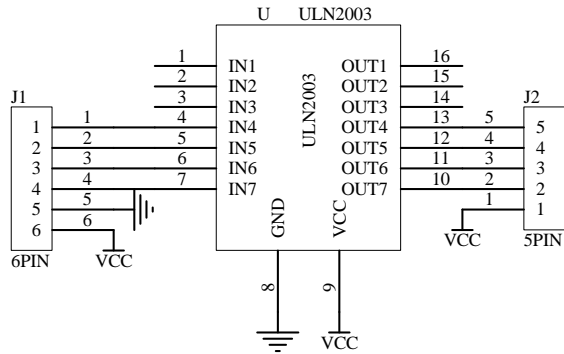 U ULN2003
1 IN1 OUT1 16
2 IN2 OUT2 15
3 IN3 OUT3 14
J1 J2
1 1 4 IN4 OUT4 13 5 5
2 2 5 IN5 OUT5 12 4 4
3 3 6 IN6 OUT6 11 3 3
4 4 7 IN7 OUT7 10 2 2
5 5 1 1
6 6
ULN2003
GND VCC
6PIN VCC VCC 5PIN
8 9
VCC